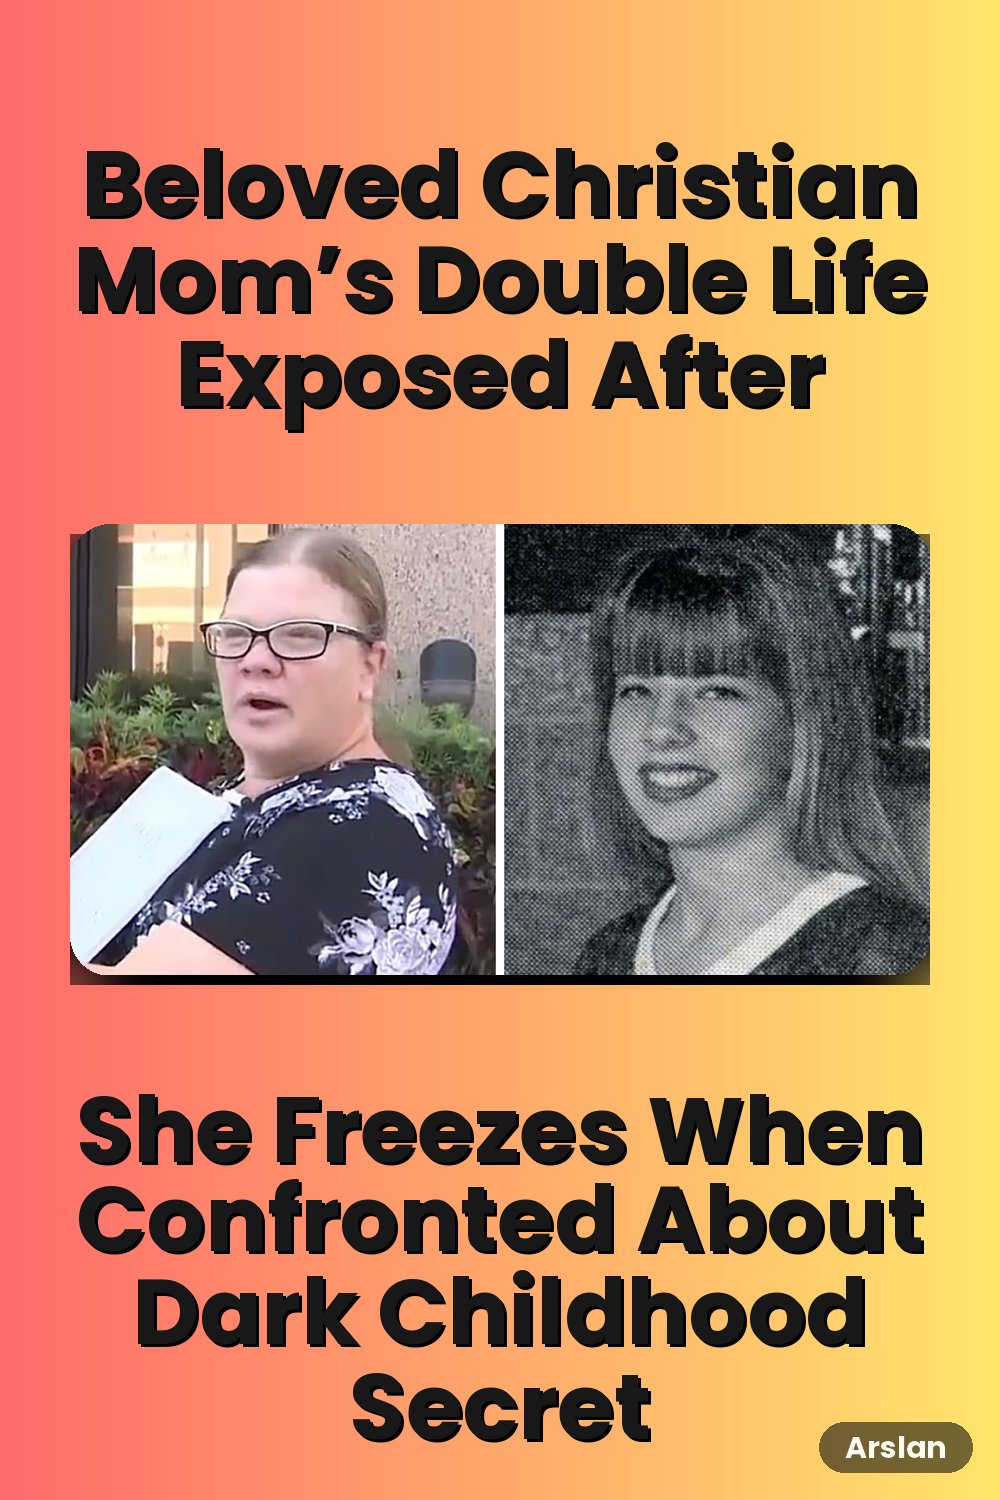 Beloved Christian
Mom’s Double Life
Exposed After
She Freezes When
Confronted About
Dark Childhood
Secret
Arslan